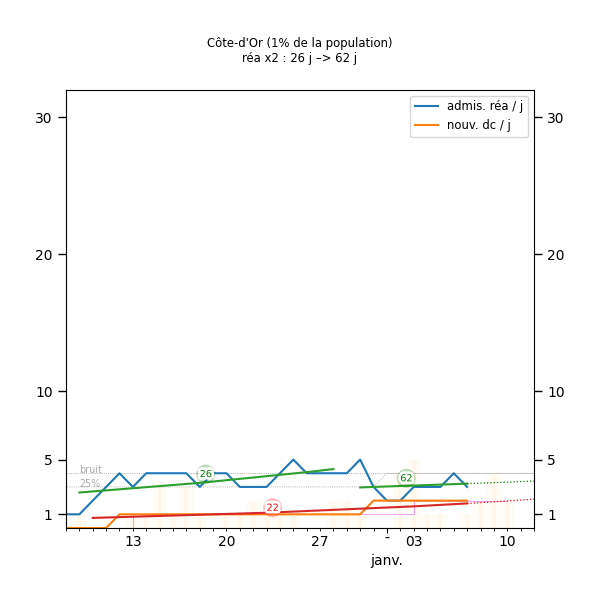 Côte-d'Or (1% de la population)
réa x2 : 26 j –> 62 j
admis. réa / j
nouv. dc / j
30 30
20 20
10 10
5 5
1 1
bruit
25%
26
62
22
13 20 27 - 03 10
janv.